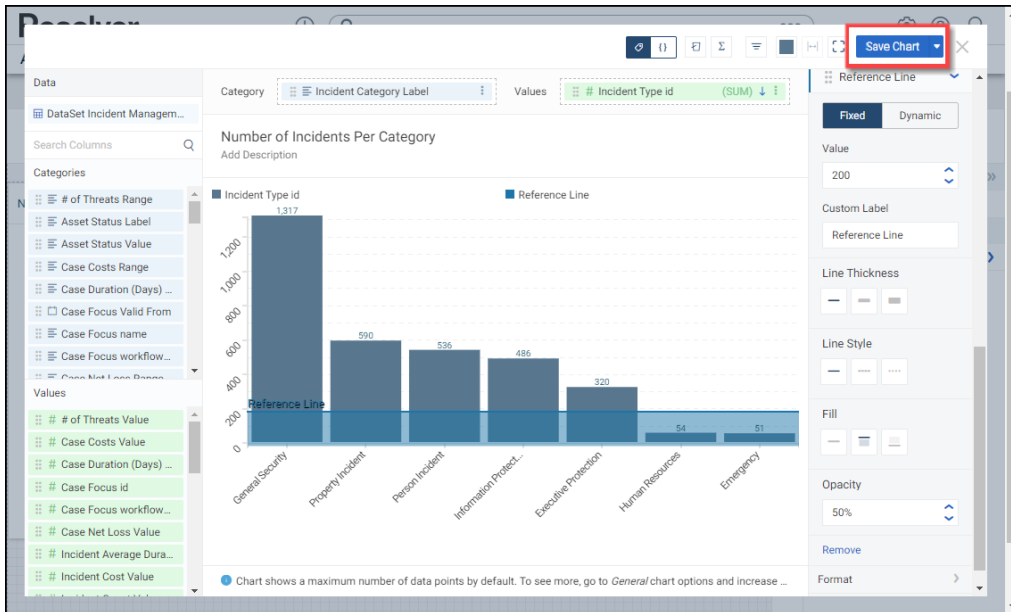 Resolver
Save Chart
Data
DataSet Incident Managem...
Search Columns
Categories
# of Threats Range
Asset Status Label
Asset Status Value
Case Costs Range
Case Duration (Days) ...
Case Focus Valid From
Case Focus name
Case Focus workflow...
Case Net Loss Range
Values
# # of Threats Value
# Case Costs Value
# Case Duration (Days) ...
# Case Focus id
# Case Focus workflow...
# Case Net Loss Value
# Incident Average Dura...
# Incident Cost Value
Category
Incident Category Label
Values
# Incident Type id (SUM)
Number of Incidents Per Category
Add Description
Incident Type id
Reference Line
1200
1,000
800
600
400
200
0
1,317
590
536
486
320
54
51
Reference Line
General Security
Property Incident
Person Incident
Information Protect...
Executive Protection
Human Resources
Emergency
Chart shows a maximum number of data points by default. To see more, go to General chart options and increase ...
Reference Line
Fixed
Dynamic
Value
200
Custom Label
Reference Line
Line Thickness
Line Style
Fill
Opacity
50%
Remove
Format